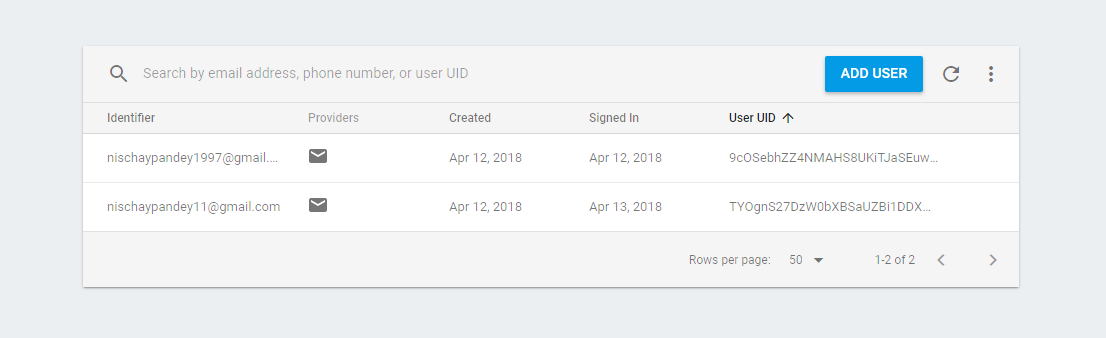 Search by email address, phone number, or user UID ADD USER
Identifier Providers Created Signed In User UID
nischaypandey1997@gmail.... Apr 12, 2018 Apr 12, 2018 9cOSebhZZ4NMAHS8UKiTJaSEuw...
nischaypandey11@gmail.com Apr 12, 2018 Apr 13, 2018 TYOgnS27DzW0bXBSaUZBi1DDX...
Rows per page: 50 1-2 of 2